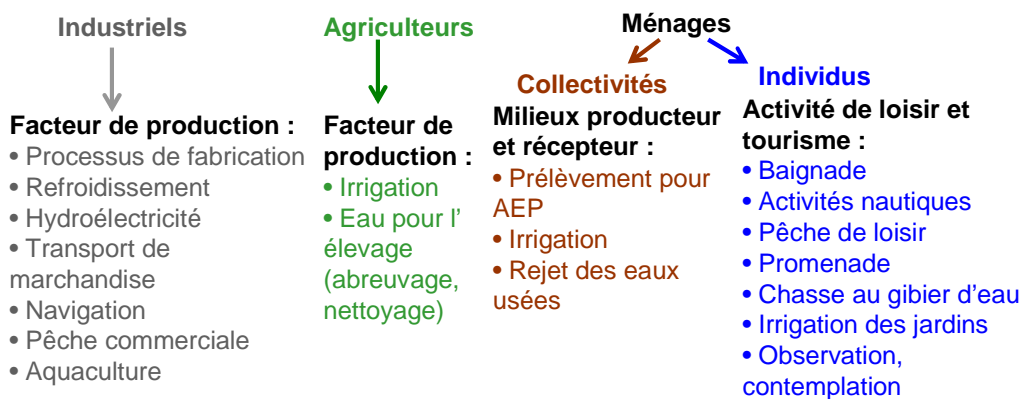 Industriels
Agriculteurs
Ménages
Collectivités
Individus
Facteur de production :
• Processus de fabrication
• Refroidissement
• Hydroélectricité
• Transport de
marchandise
• Navigation
• Pêche commerciale
• Aquaculture
Facteur de
production :
• Irrigation
• Eau pour l’
élevage
(abreuvage,
nettoyage)
Milieux producteur
et récepteur :
• Prélèvement pour
AEP
• Irrigation
• Rejet des eaux
usées
Activité de loisir et
tourisme :
• Baignade
• Activités nautiques
• Pêche de loisir
• Promenade
• Chasse au gibier d’eau
• Irrigation des jardins
• Observation,
contemplation